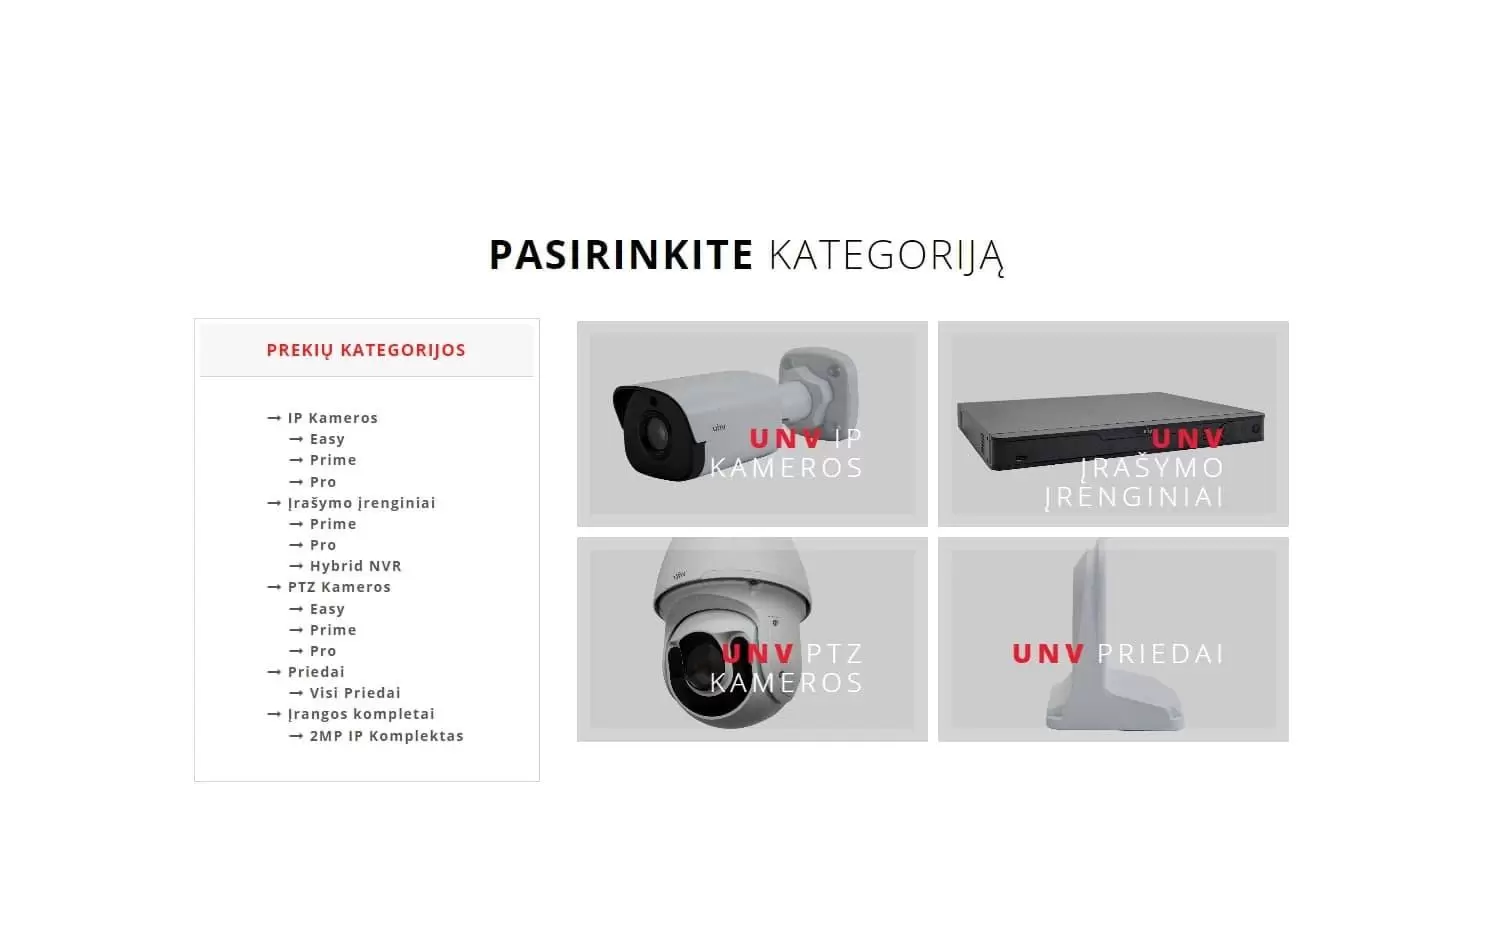 PASIRINKITE KATEGORIJĄ
PREKIŲ KATEGORIJOS
IP Kameros
Easy
Prime
Pro
Įrašymo įrenginiai
Prime
Pro
Hybrid NVR
PTZ Kameros
Easy
Prime
Pro
Priedai
Visi Priedai
Įrangos kompletai
2MP IP Komplektas
unv
UNV IP
KAMEROS
UNV
ĮRAŠYMO
ĮRENGINIAI
unv
UNV PTZ
KAMEROS
UNV PRIEDAI